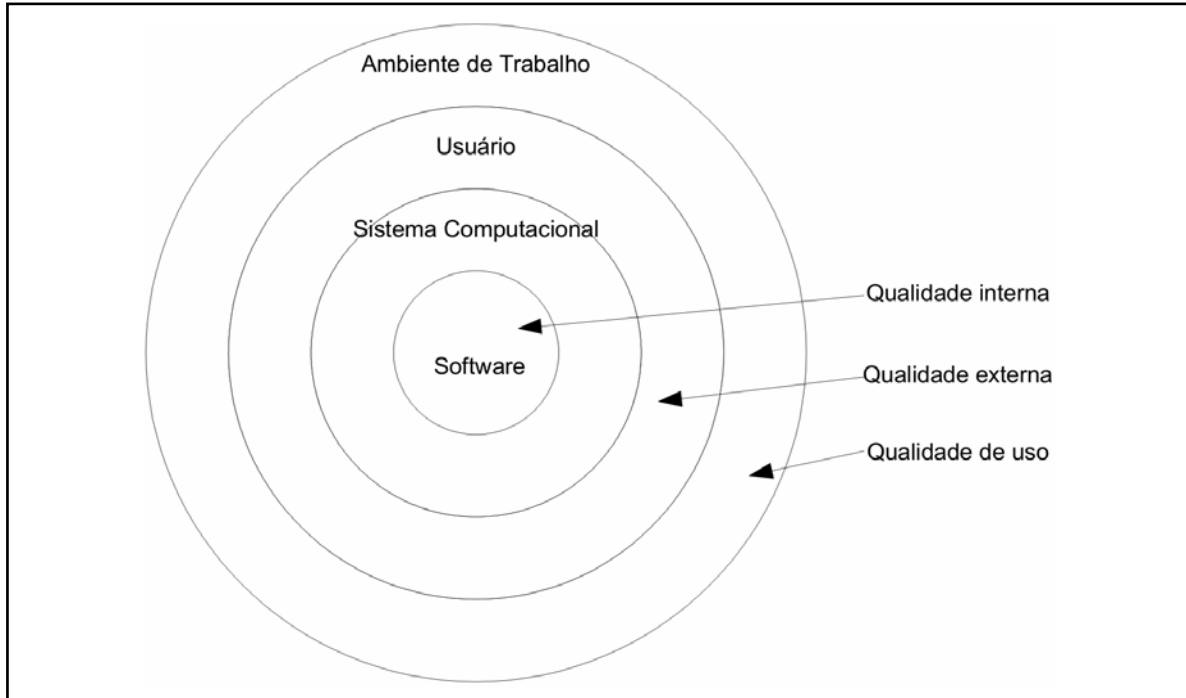 Ambiente de Trabalho
Usuário
Sistema Computacional
Qualidade interna
Software
Qualidade externa
Qualidade de uso